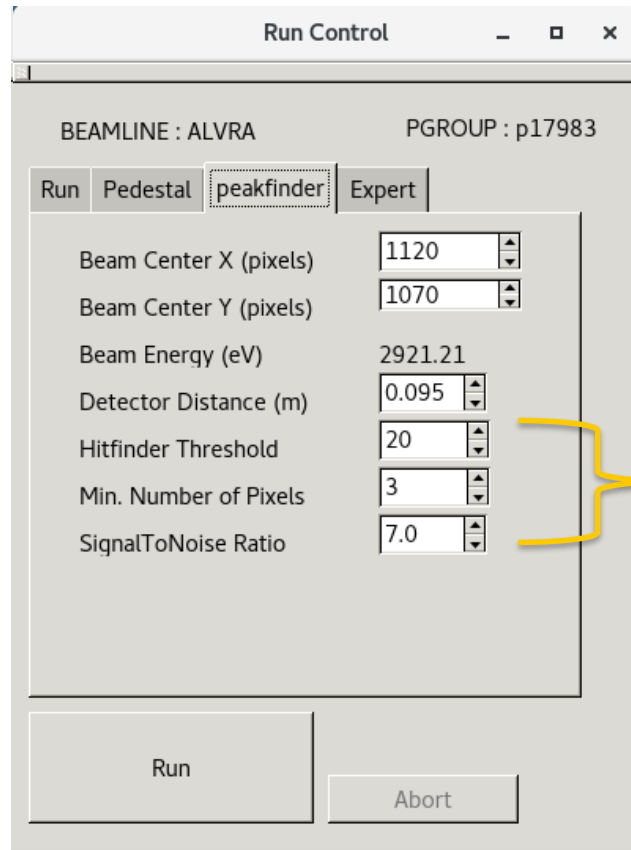 Run Control
BEAMLINE : ALVRA PGROUP : p17983
Run Pedestal peakfinder Expert
Beam Center X (pixels) 1120
Beam Center Y (pixels) 1070
Beam Energy (eV) 2921.21
Detector Distance (m) 0.095
Hitfinder Threshold 20
Min. Number of Pixels 3
SignalToNoise Ratio 7.0
Run
Abort